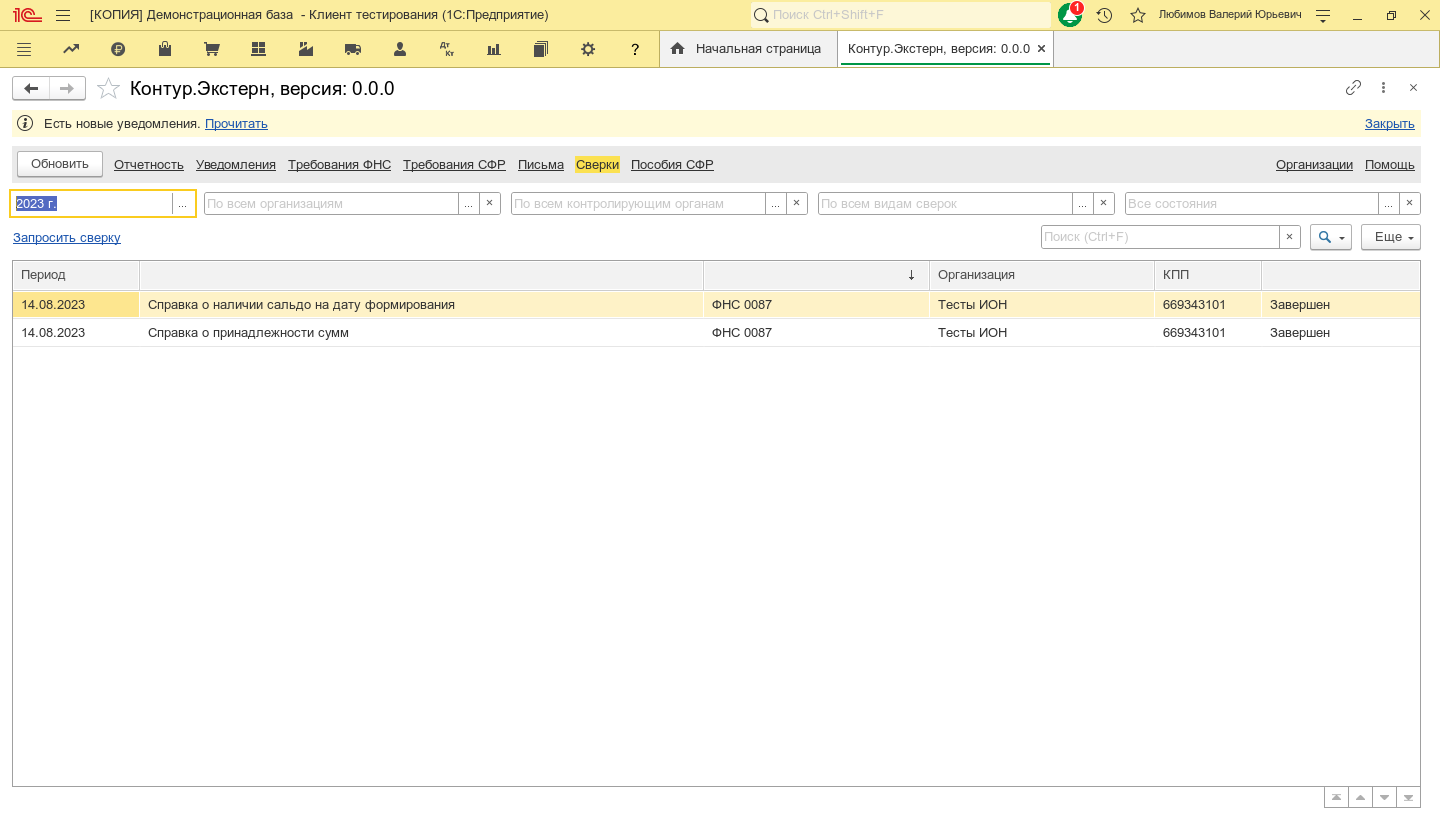 1С [КОПИЯ] Демонстрационная база - Клиент тестирования (1С:Предприятие) Поиск Ctrl+Shift+F 1 Любимов Валерий Юрьевич
₽ Дт Кт ? Начальная страница Контур.Экстерн, версия: 0.0.0
Контур.Экстерн, версия: 0.0.0
Есть новые уведомления. Прочитать Закрыть
Обновить Отчетность Уведомления Требования ФНС Требования СФР Письма Сверки Пособия СФР Организации Помощь
2023 г. ... По всем организациям ... × По всем контролирующим органам ... × По всем видам сверок ... × Все состояния ... ×
Запросить сверку Поиск (Ctrl+F) × Еще
Период ↓ Организация КПП
14.08.2023 Справка о наличии сальдо на дату формирования ФНС 0087 Тесты ИОН 669343101 Завершен
14.08.2023 Справка о принадлежности сумм ФНС 0087 Тесты ИОН 669343101 Завершен